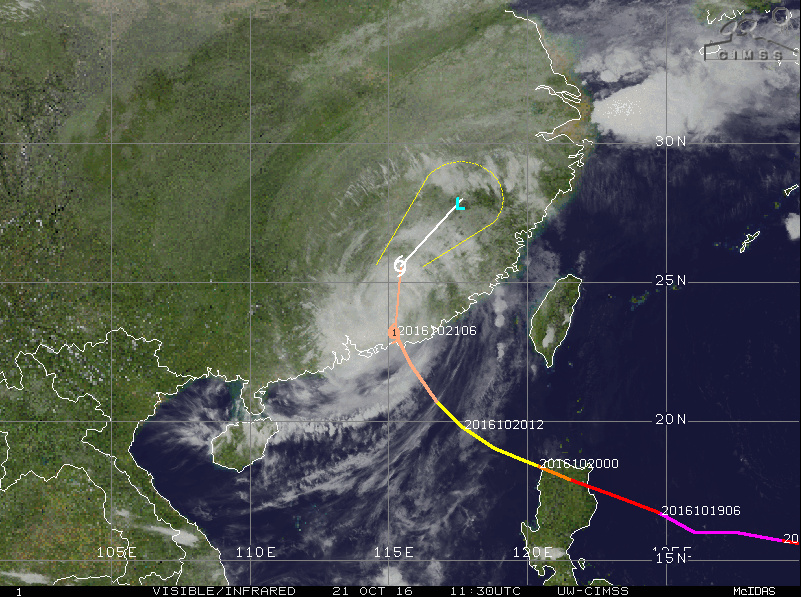 CIMSS
30N
25N
L
1 2016102106
20N
2016102012
2016102000
2016101906
20
105E
110E
115E
120E
15N
1 VISIBLE/INFRARED 21 OCT 16 11:30UTC UW-CIMSS McIDAS